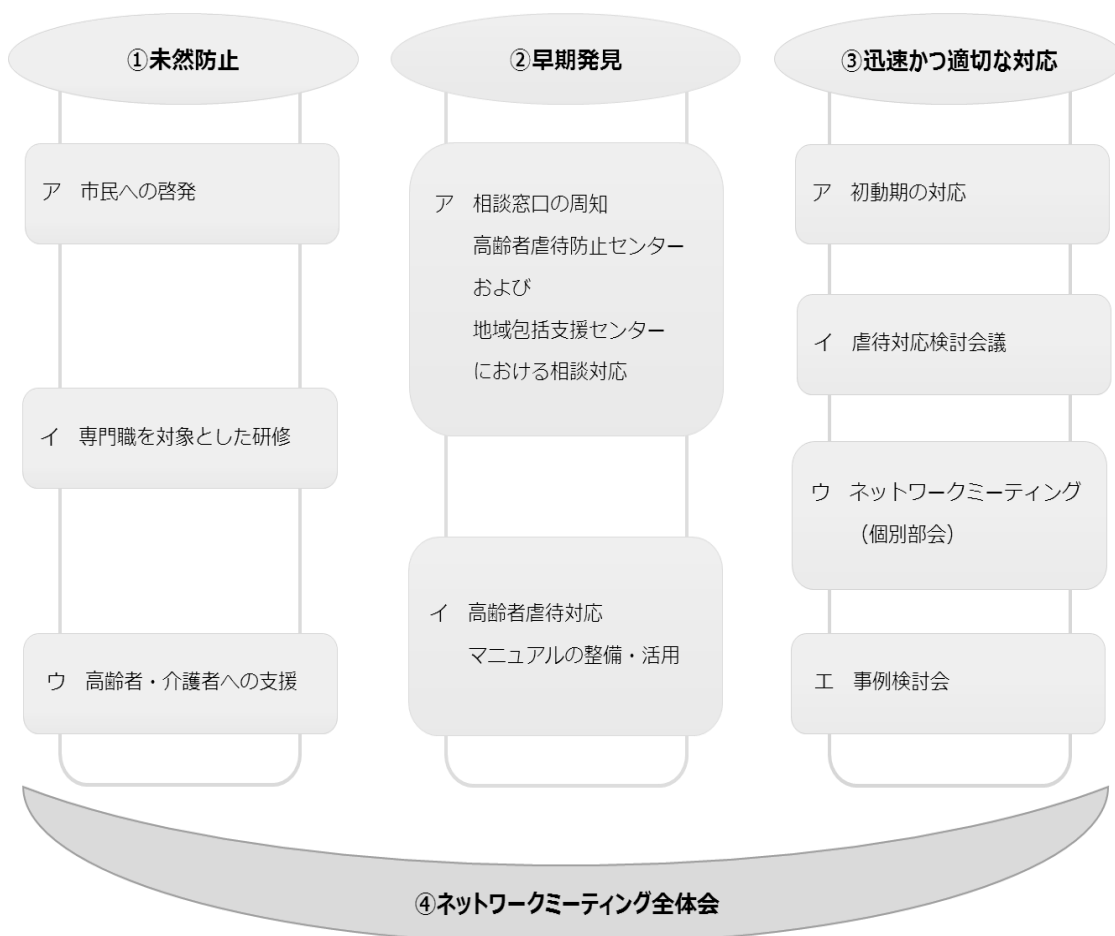 ①未然防止
ア 市民への啓発
イ 専門職を対象とした研修
ウ 高齢者・介護者への支援
②早期発見
ア 相談窓口の周知
高齢者虐待防止センター
および
地域包括支援センター
における相談対応
イ 高齢者虐待対応
マニュアルの整備・活用
③迅速かつ適切な対応
ア 初動期の対応
イ 虐待対応検討会議
ウ ネットワークミーティング
（個別部会）
エ 事例検討会
④ネットワークミーティング全体会